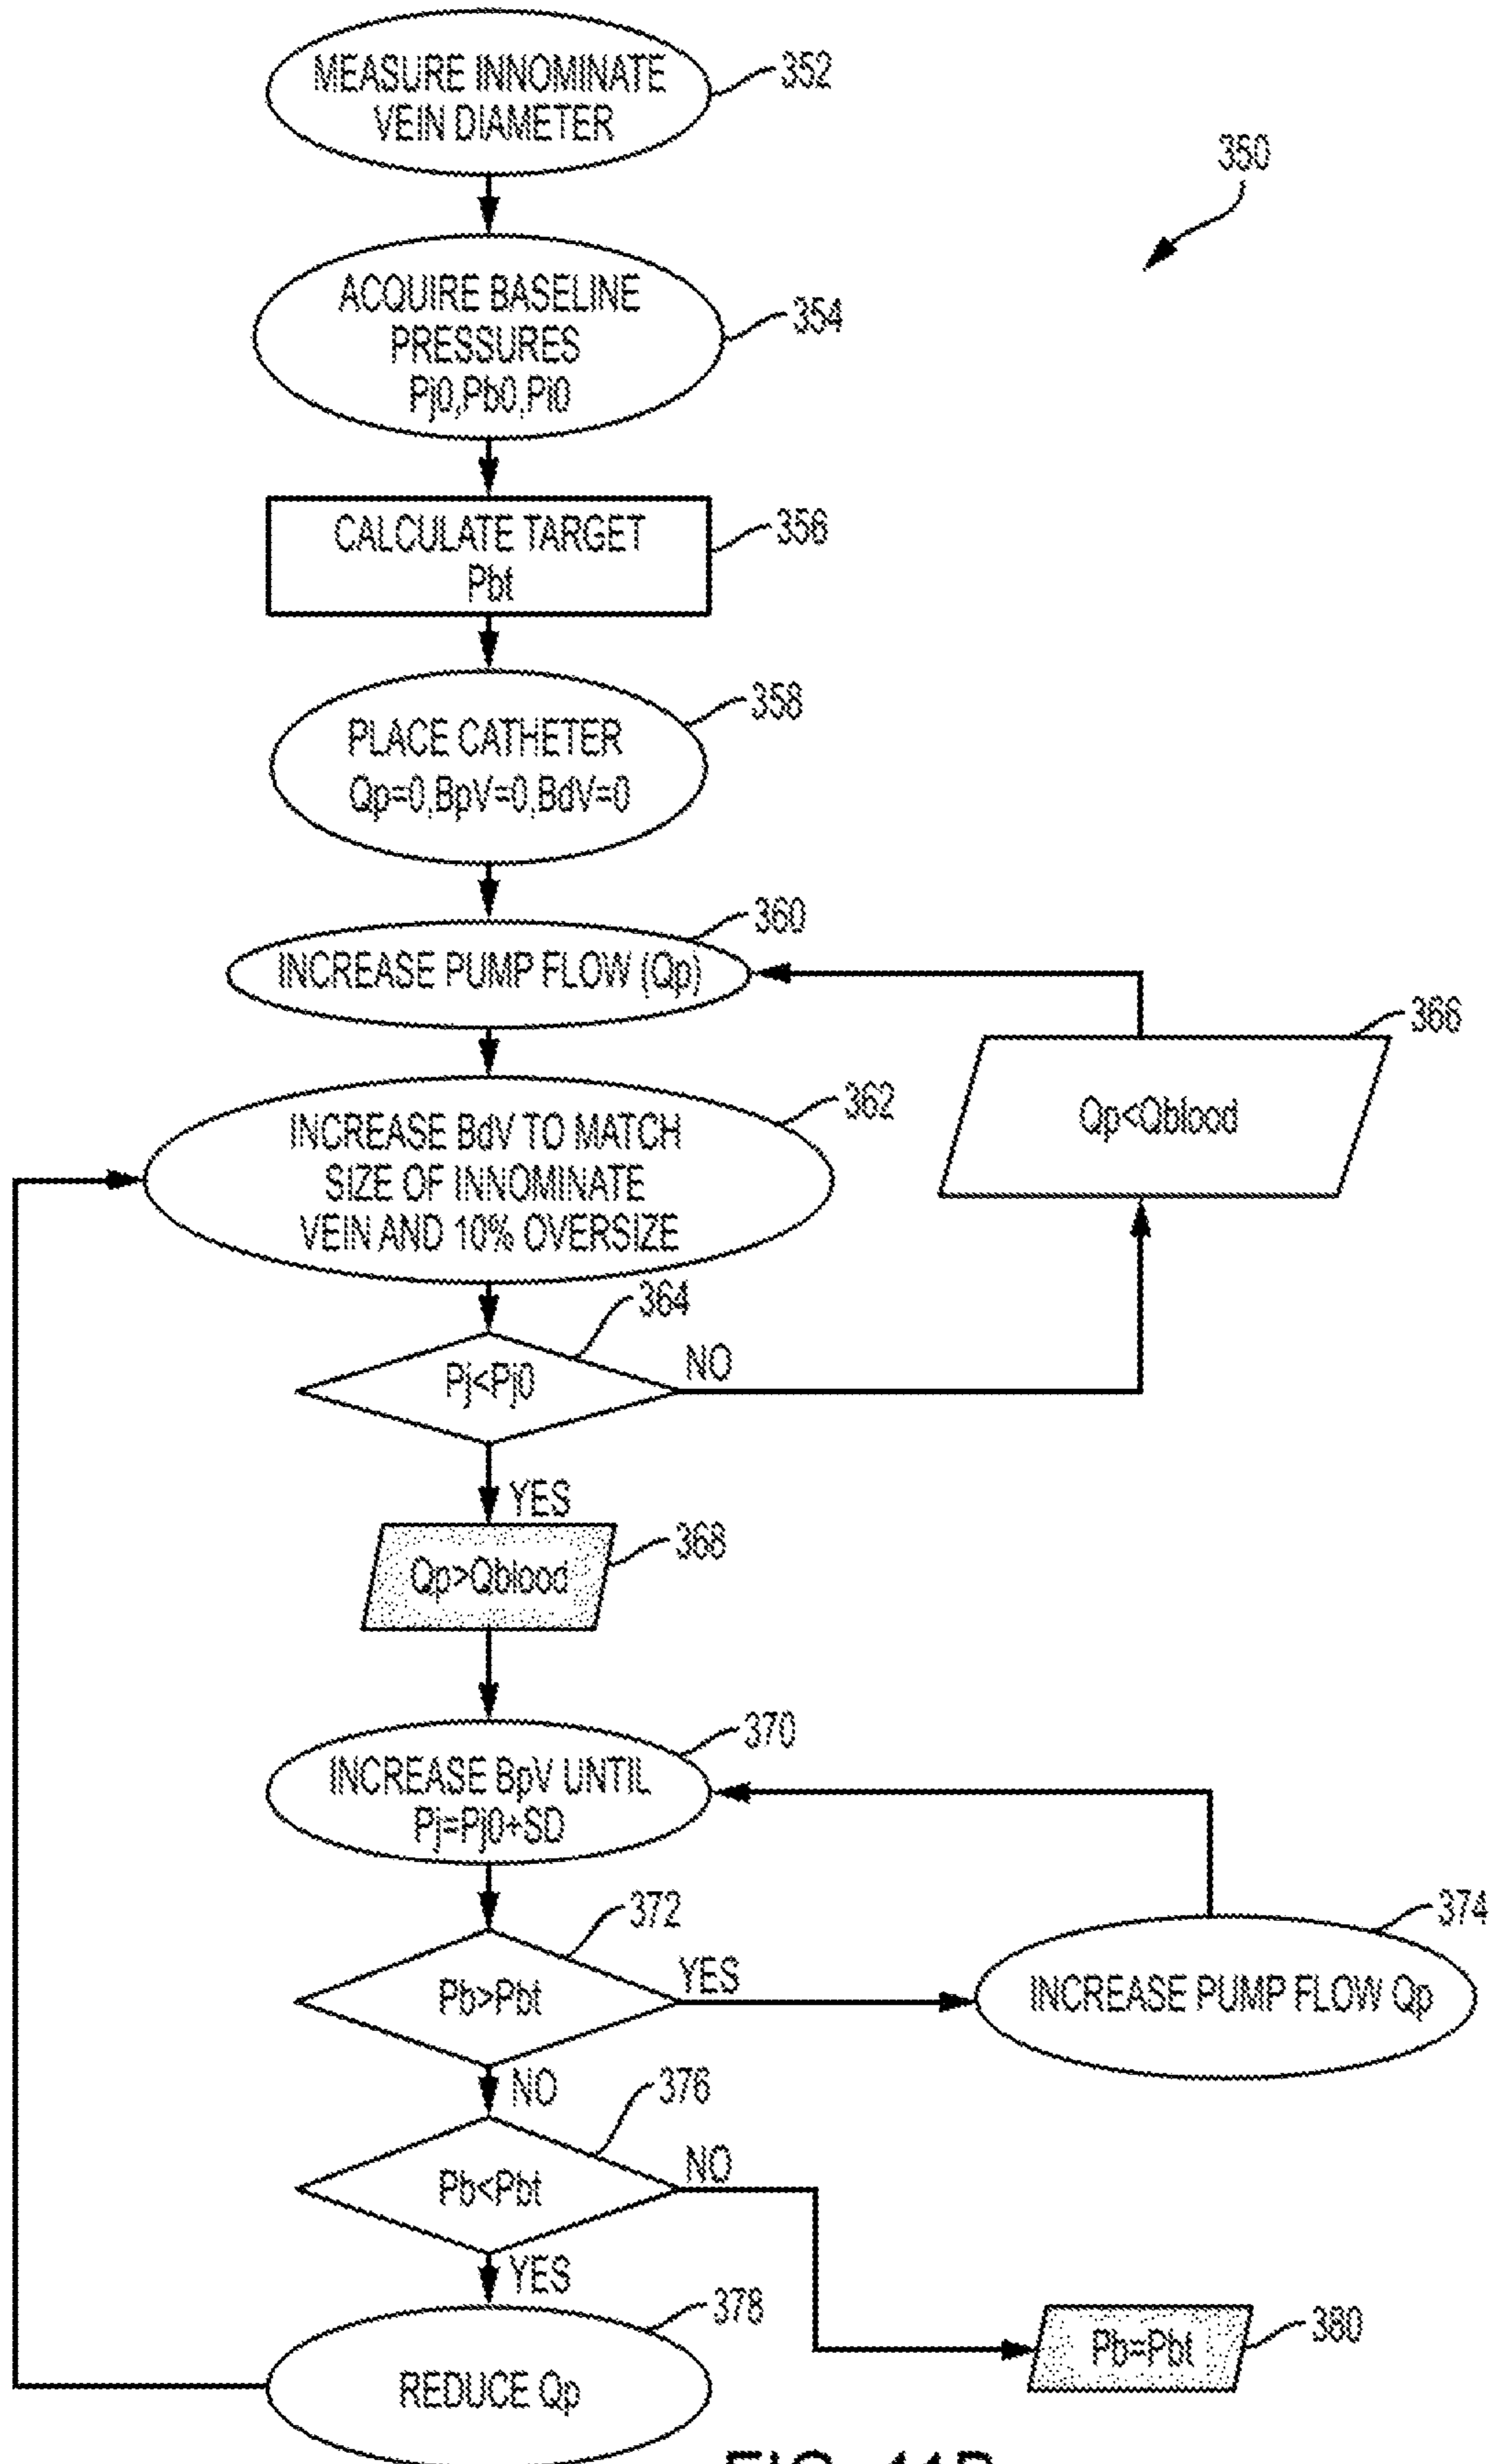 MEASURE INNOMINATE
VEIN DIAMETER
352
350
ACQUIRE BASELINE
PRESSURES
Pj0,Pb0,Pi0
354
CALCULATE TARGET
Pbt
356
PLACE CATHETER
Qp=0,BpV=0,BdV=0
358
INCREASE PUMP FLOW (Qp)
360
Qp<Qblood
366
INCREASE BdV TO MATCH
SIZE OF INNOMINATE
VEIN AND 10% OVERSIZE
362
Pj<Pj0
364
NO
YES
Qp>Qblood
368
INCREASE BpV UNTIL
Pj=Pj0+SD
370
Pb>Pbt
372
YES
INCREASE PUMP FLOW Qp
374
NO
Pb<Pbt
376
NO
YES
REDUCE Qp
378
Pb=Pbt
380